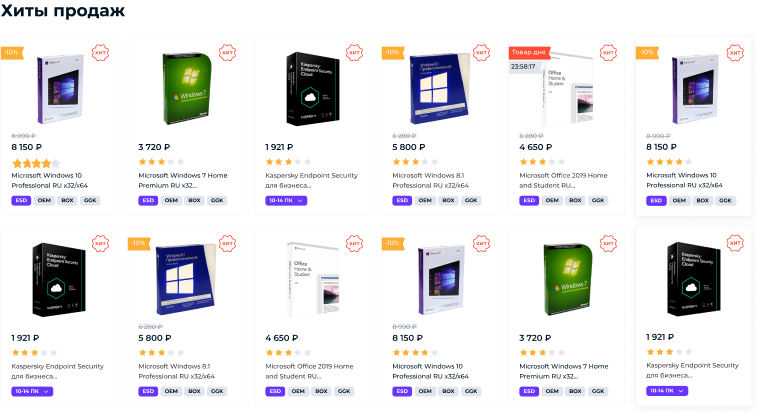 Хиты продаж
-10%
ХИТ
8 990 ₽
8 150 ₽
Microsoft Windows 10
Professional RU x32/x64
ESD OEM BOX GGK
ХИТ
Windows 7
3 720 ₽
Microsoft Windows 7 Home
Premium RU x32...
ESD OEM BOX GGK
ХИТ
Kaspersky
Endpoint Security
Cloud
1 921 ₽
Kaspersky Endpoint Security
для бизнеса...
10-14 ПК
-10%
ХИТ
Windows 8.1
Профессиональная
6 280 ₽
5 800 ₽
Microsoft Windows 8.1
Professional RU x32/x64
ESD OEM BOX GGK
Товар дня
ХИТ
23:58:17
Office
Home &
Student
6 280 ₽
4 650 ₽
Microsoft Office 2019 Home
and Student RU...
ESD OEM BOX GGK
-10%
ХИТ
8 990 ₽
8 150 ₽
Microsoft Windows 10
Professional RU x32/x64
ESD OEM BOX GGK
ХИТ
Kaspersky
Endpoint Security
Cloud
1 921 ₽
Kaspersky Endpoint Security
для бизнеса...
10-14 ПК
-10%
ХИТ
Windows 8.1
Профессиональная
6 280 ₽
5 800 ₽
Microsoft Windows 8.1
Professional RU x32/x64
ESD OEM BOX GGK
ХИТ
Office
Home &
Student
4 650 ₽
Microsoft Office 2019 Home
and Student RU...
ESD OEM BOX GGK
-10%
ХИТ
8 990 ₽
8 150 ₽
Microsoft Windows 10
Professional RU x32/x64
ESD OEM BOX GGK
ХИТ
Windows 7
3 720 ₽
Microsoft Windows 7 Home
Premium RU x32...
ESD OEM BOX GGK
ХИТ
Kaspersky
Endpoint Security
Cloud
1 921 ₽
Kaspersky Endpoint Security
для бизнеса...
10-14 ПК